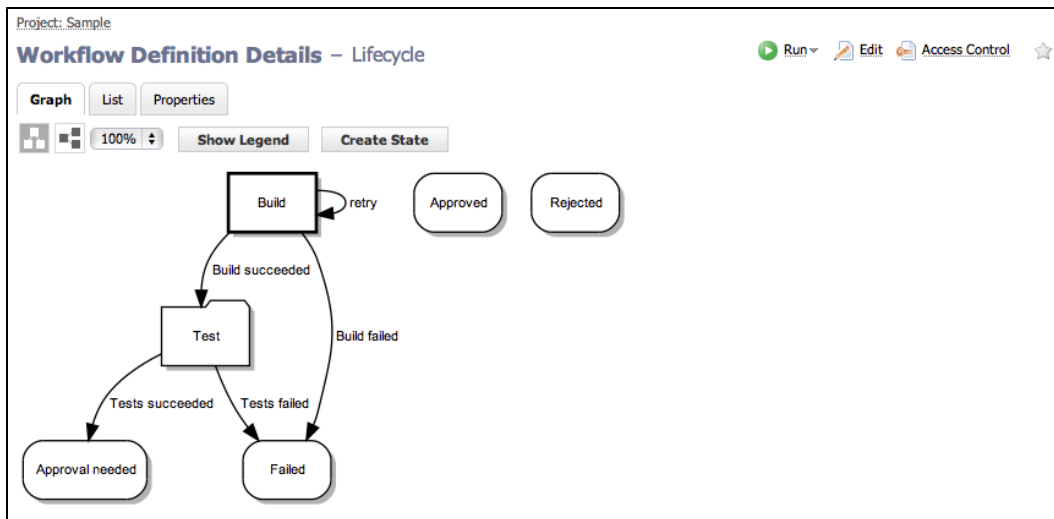 Project: Sample
Workflow Definition Details – Lifecycle
Run
Edit
Access Control
Graph
List
Properties
100%
Show Legend
Create State
Build
retry
Approved
Rejected
Build succeeded
Test
Build failed
Tests succeeded
Tests failed
Approval needed
Failed